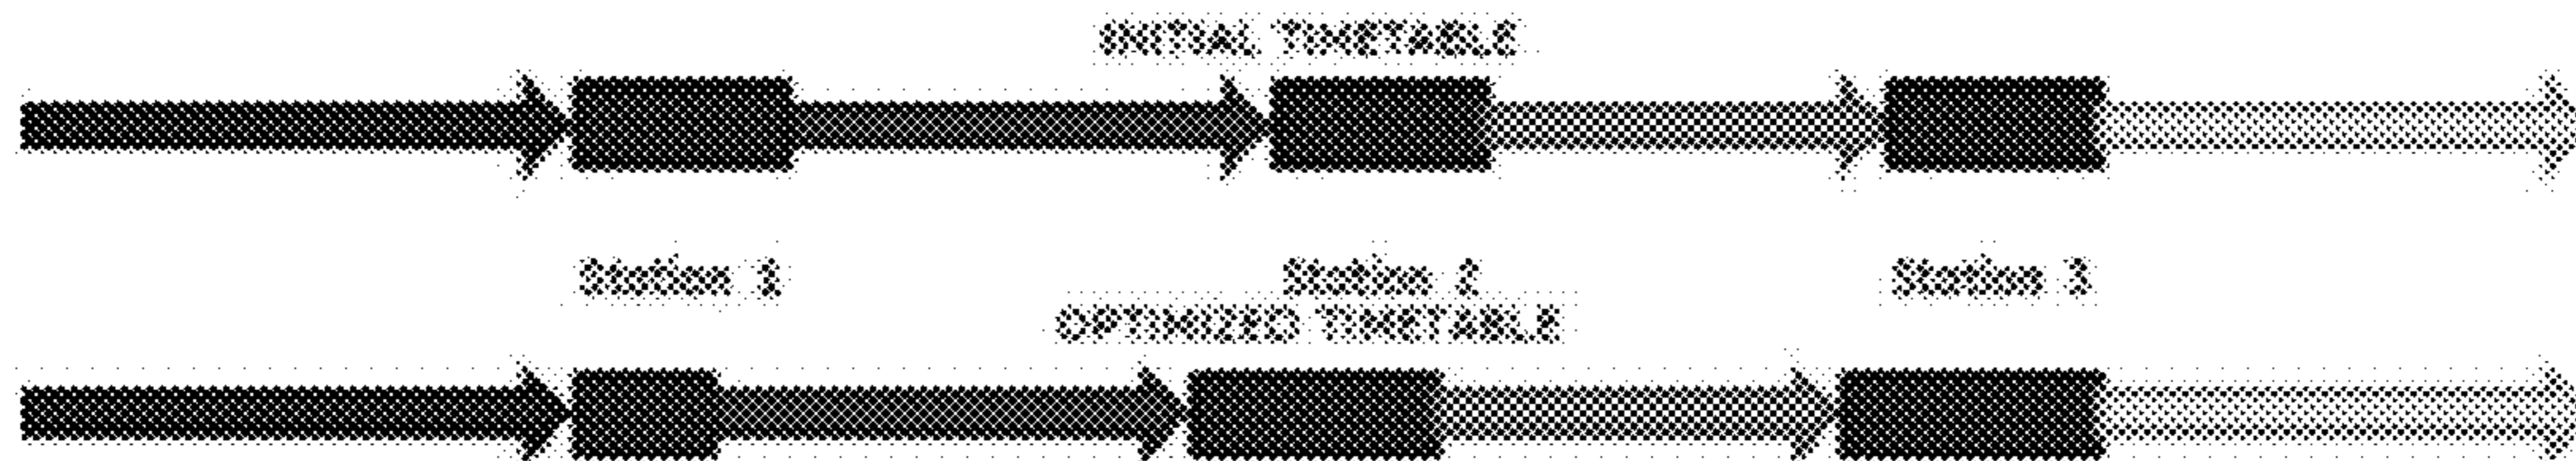 INITIAL TIMETABLE
Station 1
Station 2
Station 3
OPTIMIZED TIMETABLE